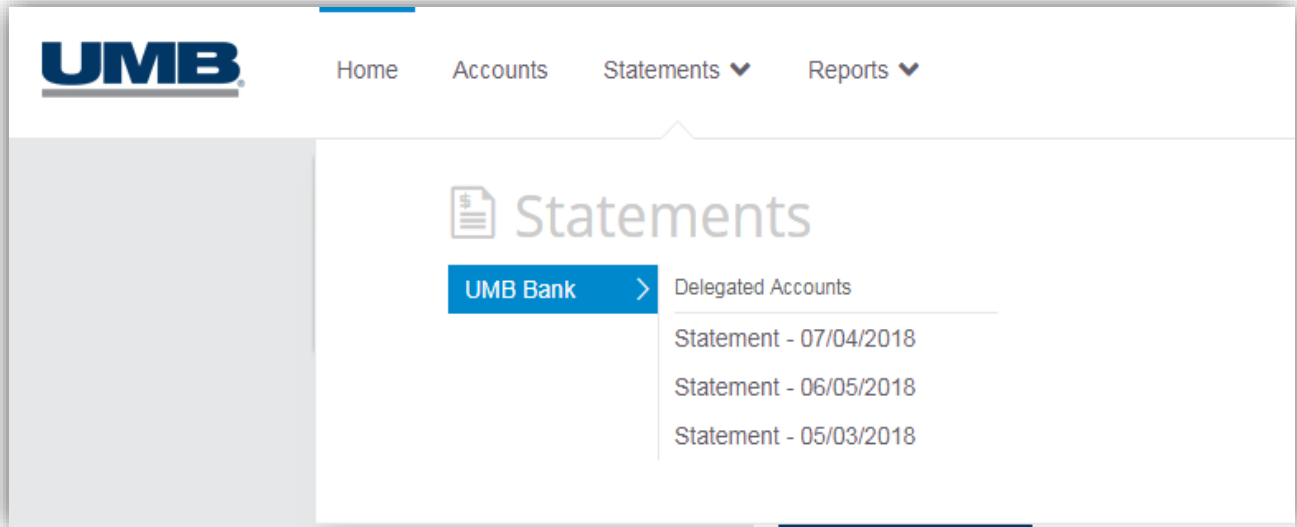 UMB®
Home Accounts Statements Reports
Statements
UMB Bank Delegated Accounts
Statement - 07/04/2018
Statement - 06/05/2018
Statement - 05/03/2018